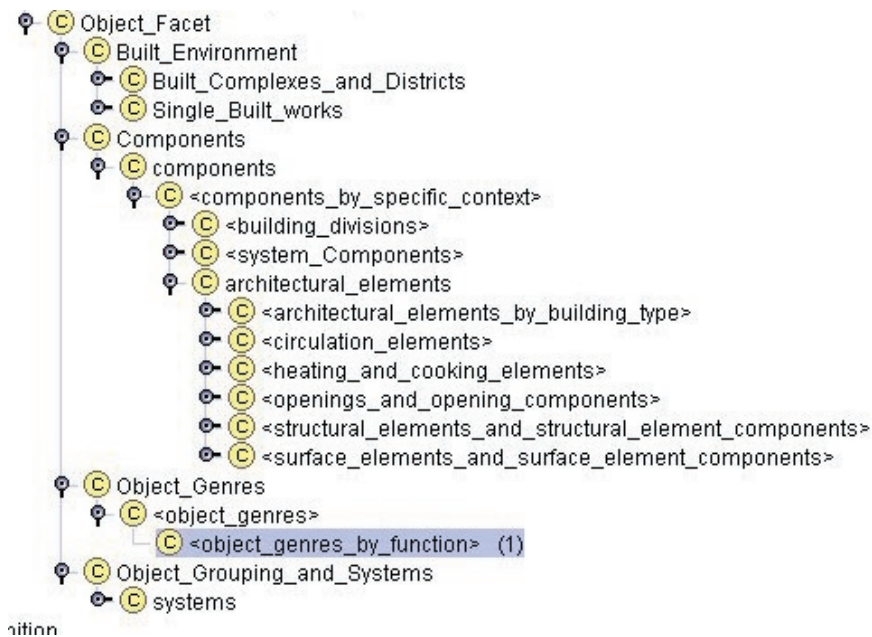 C Object_Facet
C Built_Environment
C Built_Complexes_and_Districts
C Single_Built_works
C Components
C components
C <components_by_specific_context>
C <building_divisions>
C <system_Components>
C architectural_elements
C <architectural_elements_by_building_type>
C <circulation_elements>
C <heating_and_cooking_elements>
C <openings_and_opening_components>
C <structural_elements_and_structural_element_components>
C <surface_elements_and_surface_element_components>
C Object_Genres
C <object_genres>
C <object_genres_by_function> (1)
C Object_Grouping_and_Systems
C systems